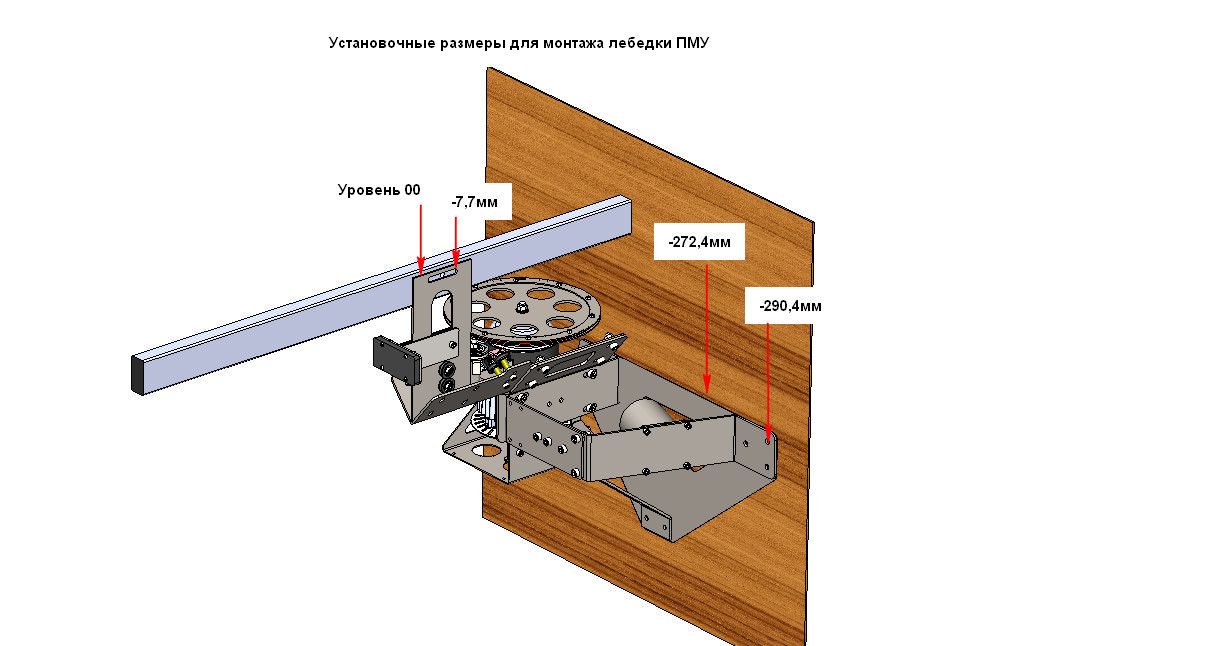 Установочные размеры для монтажа лебедки ПМУ
Уровень 00
-7,7мм
-272,4мм
-290,4мм